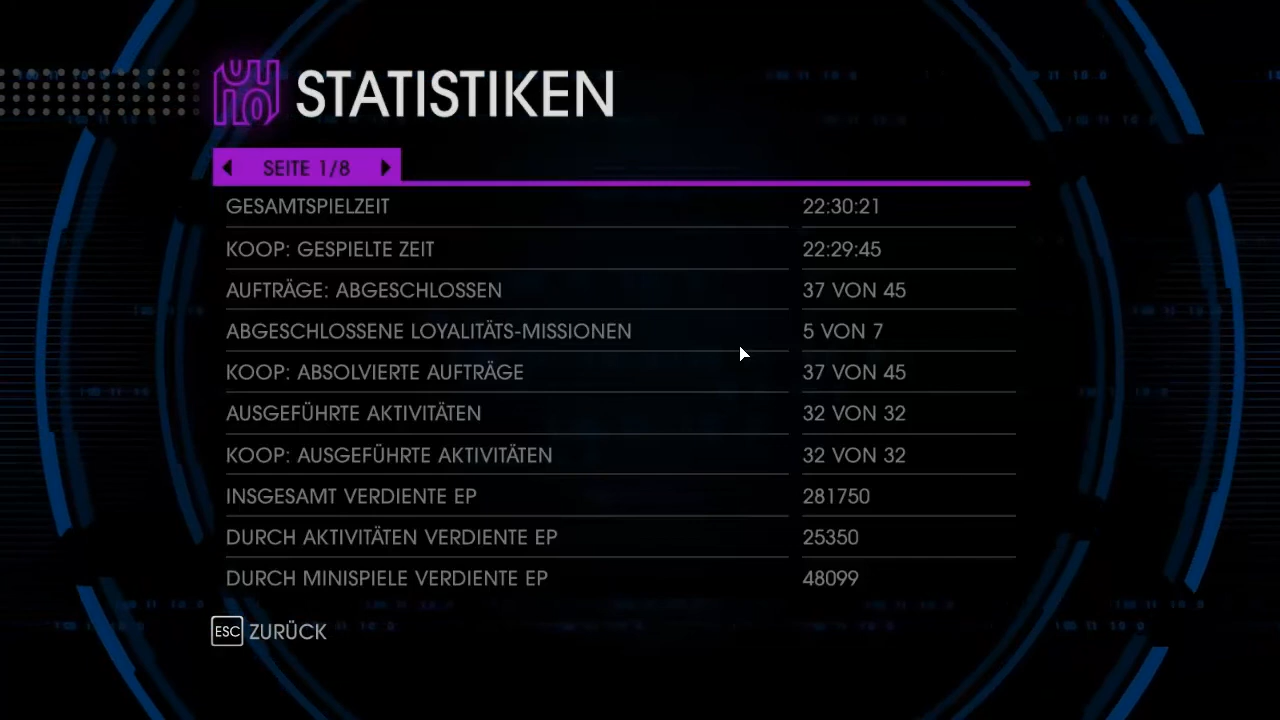 STATISTIKEN
SEITE 1/8
GESAMTSPIELZEIT 22:30:21
KOOP: GESPIELTE ZEIT 22:29:45
AUFTRÄGE: ABGESCHLOSSEN 37 VON 45
ABGESCHLOSSENE LOYALITÄTS-MISSIONEN 5 VON 7
KOOP: ABSOLVIERTE AUFTRÄGE 37 VON 45
AUSGEFÜHRTE AKTIVITÄTEN 32 VON 32
KOOP: AUSGEFÜHRTE AKTIVITÄTEN 32 VON 32
INSGESAMT VERDIENTE EP 281750
DURCH AKTIVITÄTEN VERDIENTE EP 25350
DURCH MINISPIELE VERDIENTE EP 48099
ESC ZURÜCK